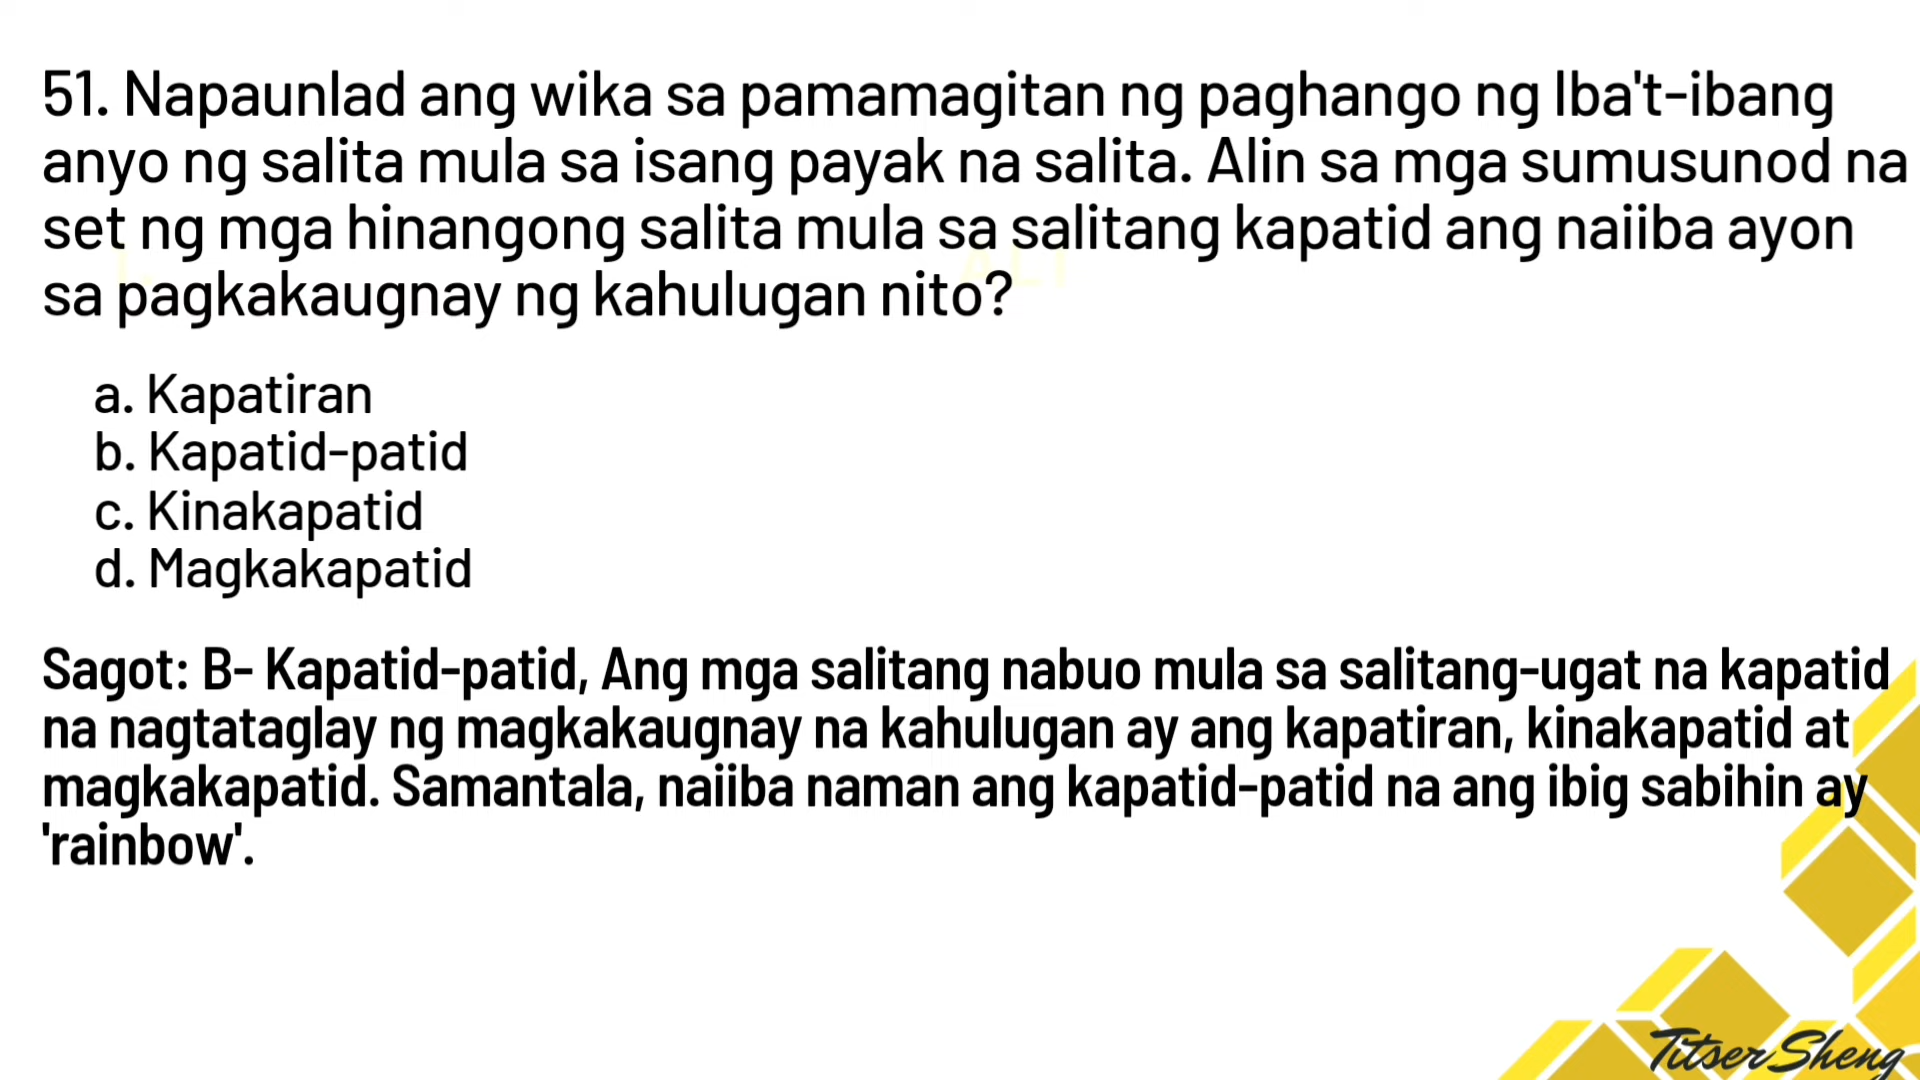 51. Napaunlad ang wika sa pamamagitan ng paghango ng Iba't-ibang
anyo ng salita mula sa isang payak na salita. Alin sa mga sumusunod na
set ng mga hinangong salita mula sa salitang kapatid ang naiiba ayon
sa pagkakaugnay ng kahulugan nito?
a. Kapatiran
b. Kapatid-patid
c. Kinakapatid
d. Magkakapatid
Sagot: B- Kapatid-patid, Ang mga salitang nabuo mula sa salitang-ugat na kapatid
na nagtataglay ng magkakaugnay na kahulugan ay ang kapatiran, kinakapatid at
magkakapatid. Samantala, naiiba naman ang kapatid-patid na ang ibig sabihin ay
'rainbow'.
Titser Sheng